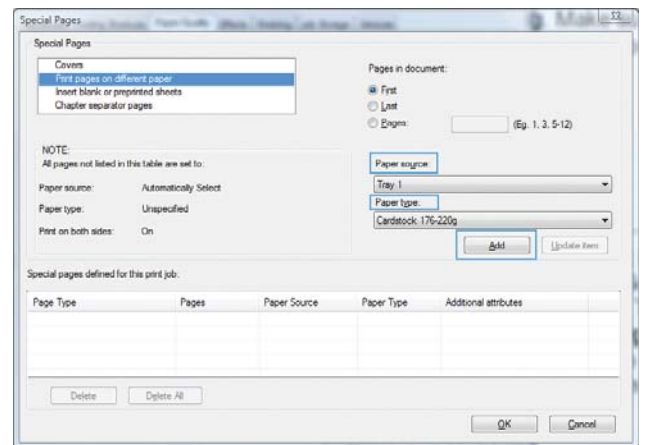 Special Pages
Special Pages
Covers
Print pages on different paper
Insert blank or preprinted sheets
Chapter separator pages
Pages in document:
First
Last
Pages: (Eg. 1, 3, 5-12)
NOTE:
All pages not listed in this table are set to:
Paper source: Automatically Select
Paper type: Unspecified
Print on both sides: On
Paper source:
Tray 1
Paper type:
Cardstock 176-220g
Add Update Item
Special pages defined for this print job:
Page Type Pages Paper Source Paper Type Additional attributes
Delete Delete All
OK Cancel